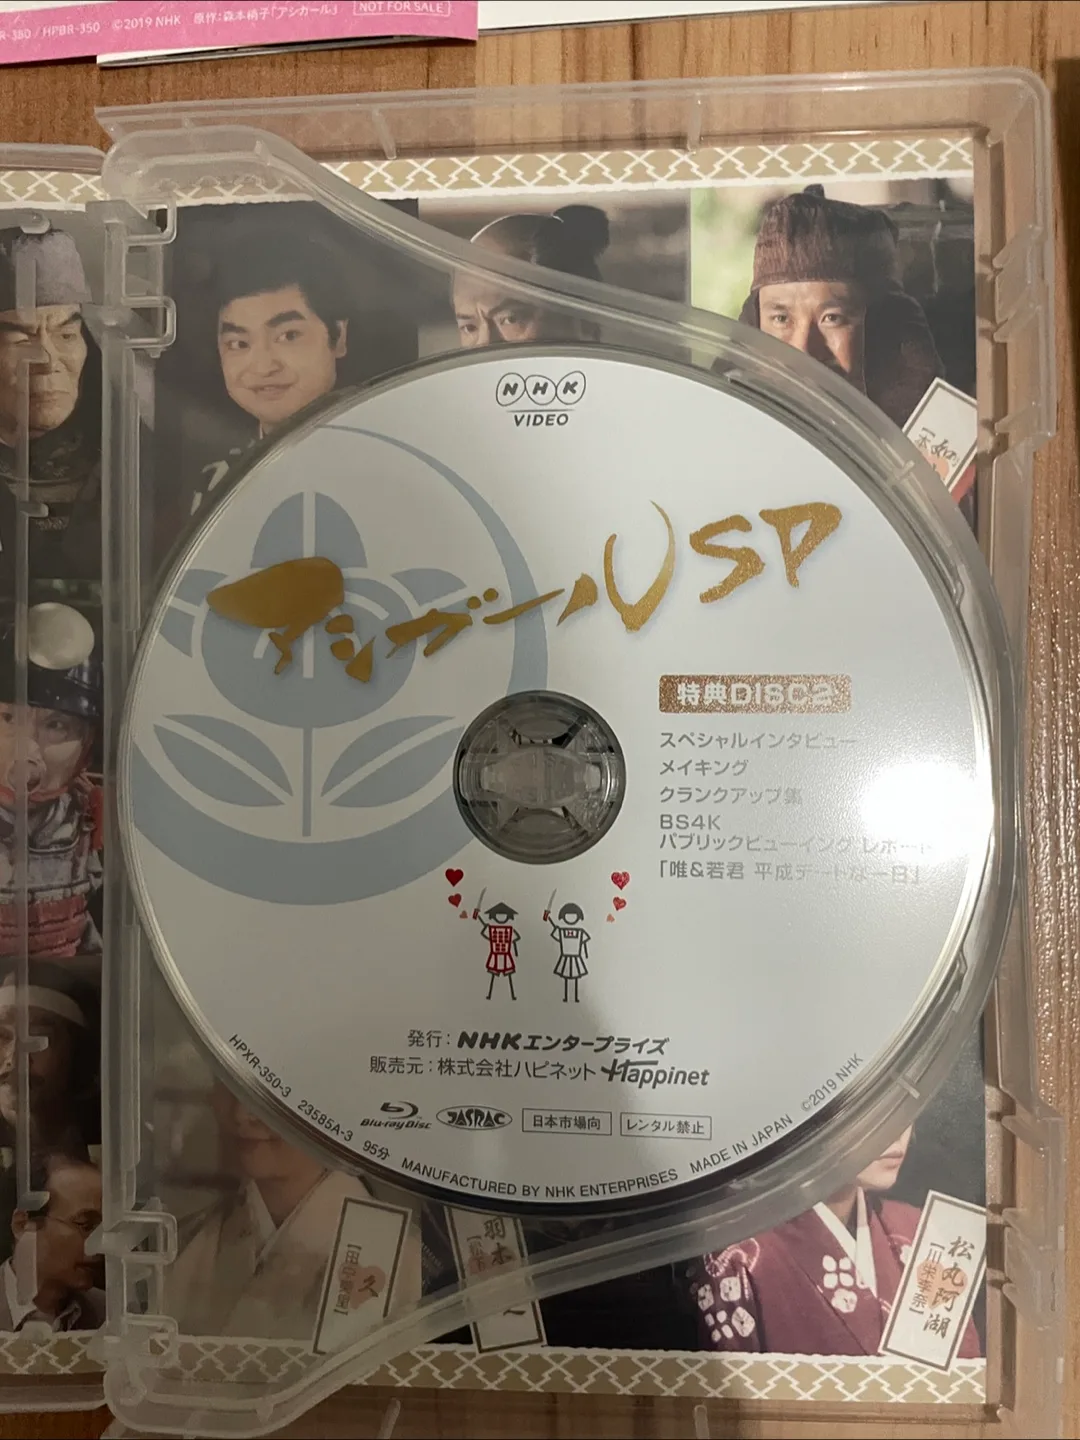 ©2019 NHK 原作:森本梢子「アシガール」
NOT FOR SALE
NHK
VIDEO
アシガールSP
特典DISC2
スペシャルインタビュー
メイキング
クランクアップ集
BS4K
パブリックビューイング レポート
「唯&若君 平成デートな一日」
発行:NHKエンタープライズ
販売元:株式会社ハピネット Happinet
Blu-ray Disc JASRAC 日本市場向 レンタル禁止
HPXR-350-3 23585A-3 95分 MANUFACTURED BY NHK ENTERPRISES MADE IN JAPAN ©2019 NHK
久
羽木
松丸阿湖
【川栄李奈】